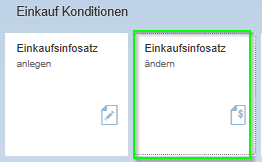 Einkauf Konditionen
Einkaufsinfosatz
anlegen
Einkaufsinfosatz
ändern